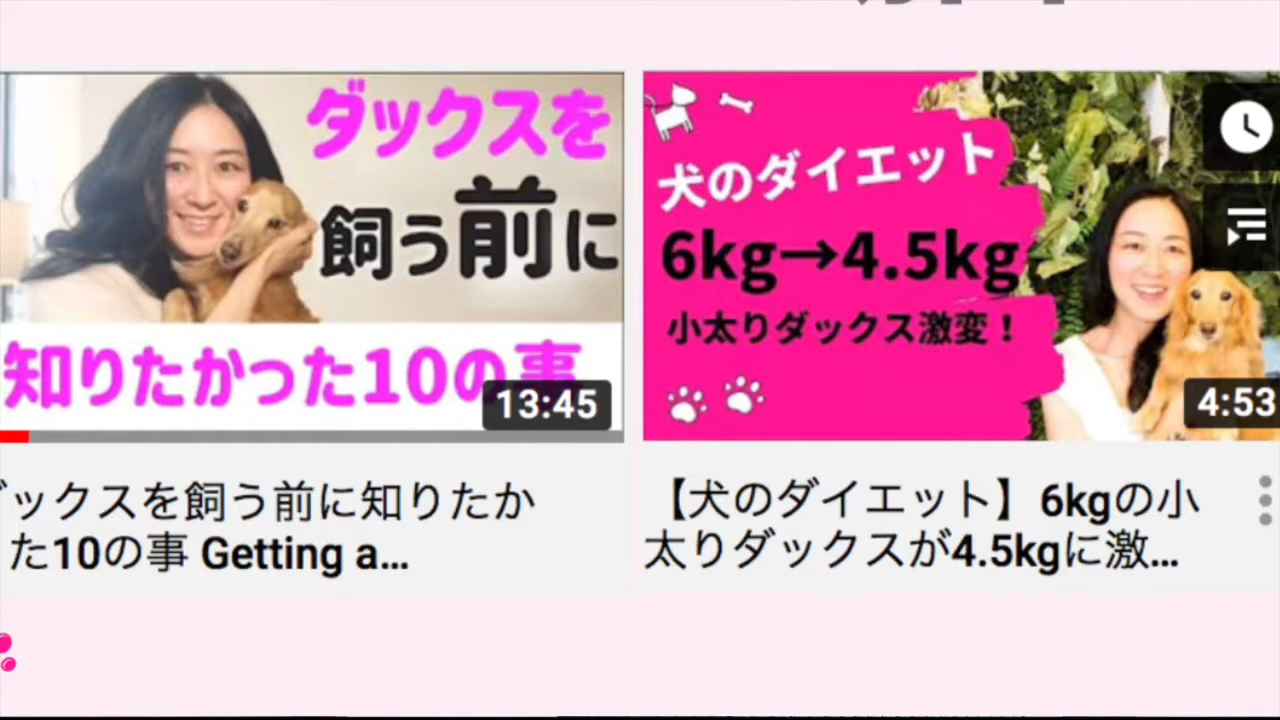 ダックスを
飼う前に
知りたかった10の事
13:45
犬のダイエット
6kg→4.5kg
小太りダックス激変！
4:53
ックスを飼う前に知りたか
た10の事 Getting a...
【犬のダイエット】6kgの小
太りダックスが4.5kgに激...